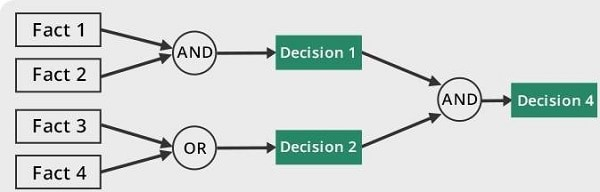 Fact 1
Fact 2
AND
Decision 1
Fact 3
Fact 4
OR
Decision 2
AND
Decision 4